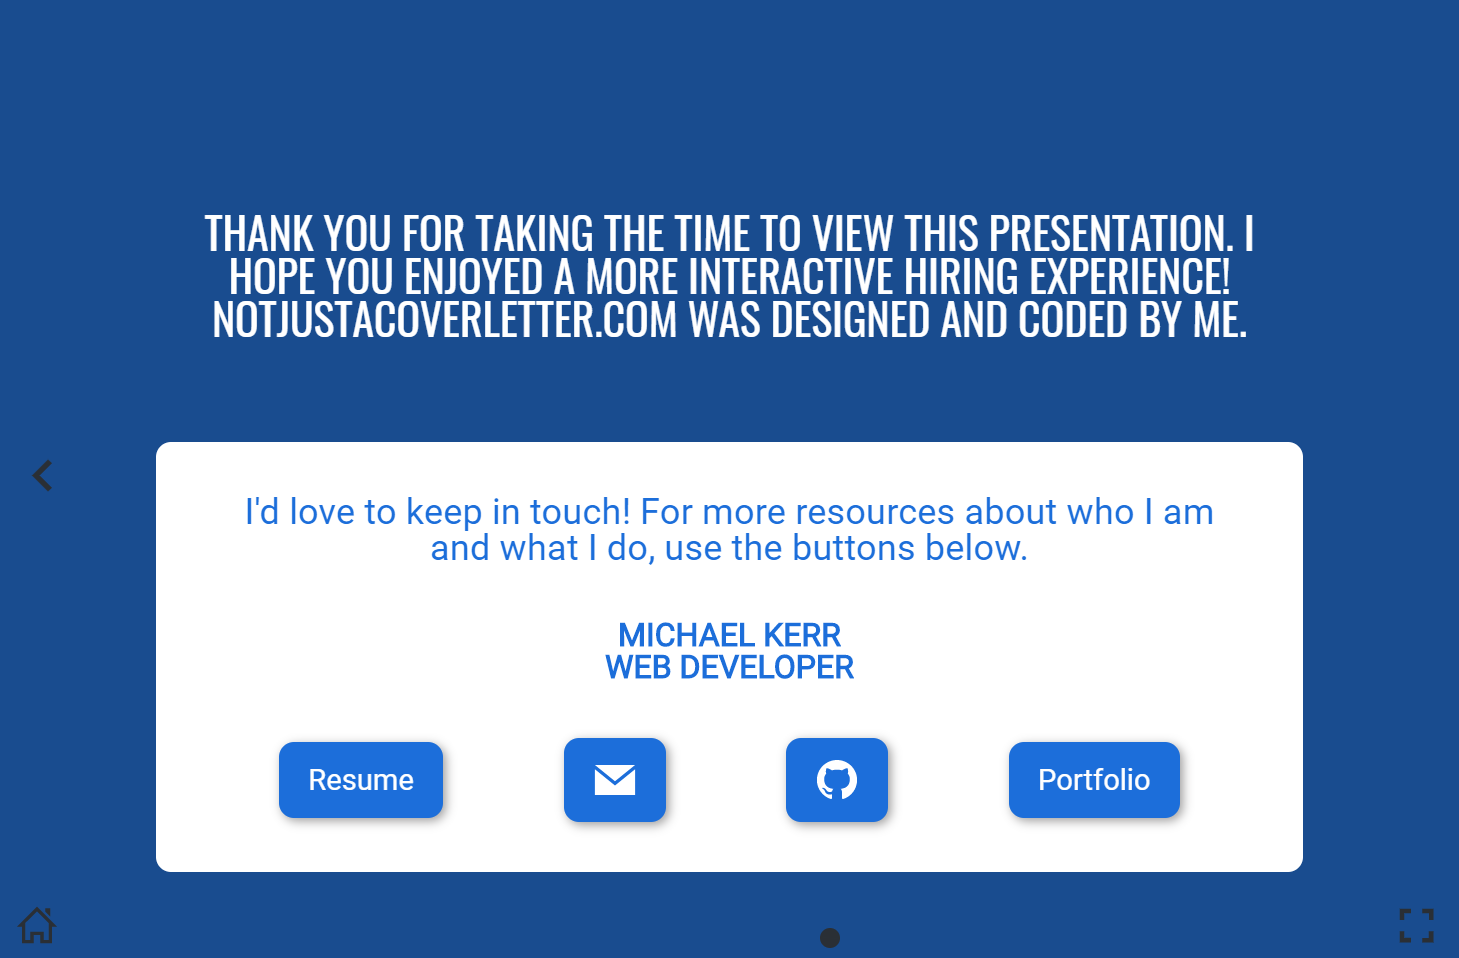 THANK YOU FOR TAKING THE TIME TO VIEW THIS PRESENTATION. I
HOPE YOU ENJOYED A MORE INTERACTIVE HIRING EXPERIENCE!
NOTJUSTACOVERLETTER.COM WAS DESIGNED AND CODED BY ME.
I'd love to keep in touch! For more resources about who I am
and what I do, use the buttons below.
MICHAEL KERR
WEB DEVELOPER
Resume
Portfolio